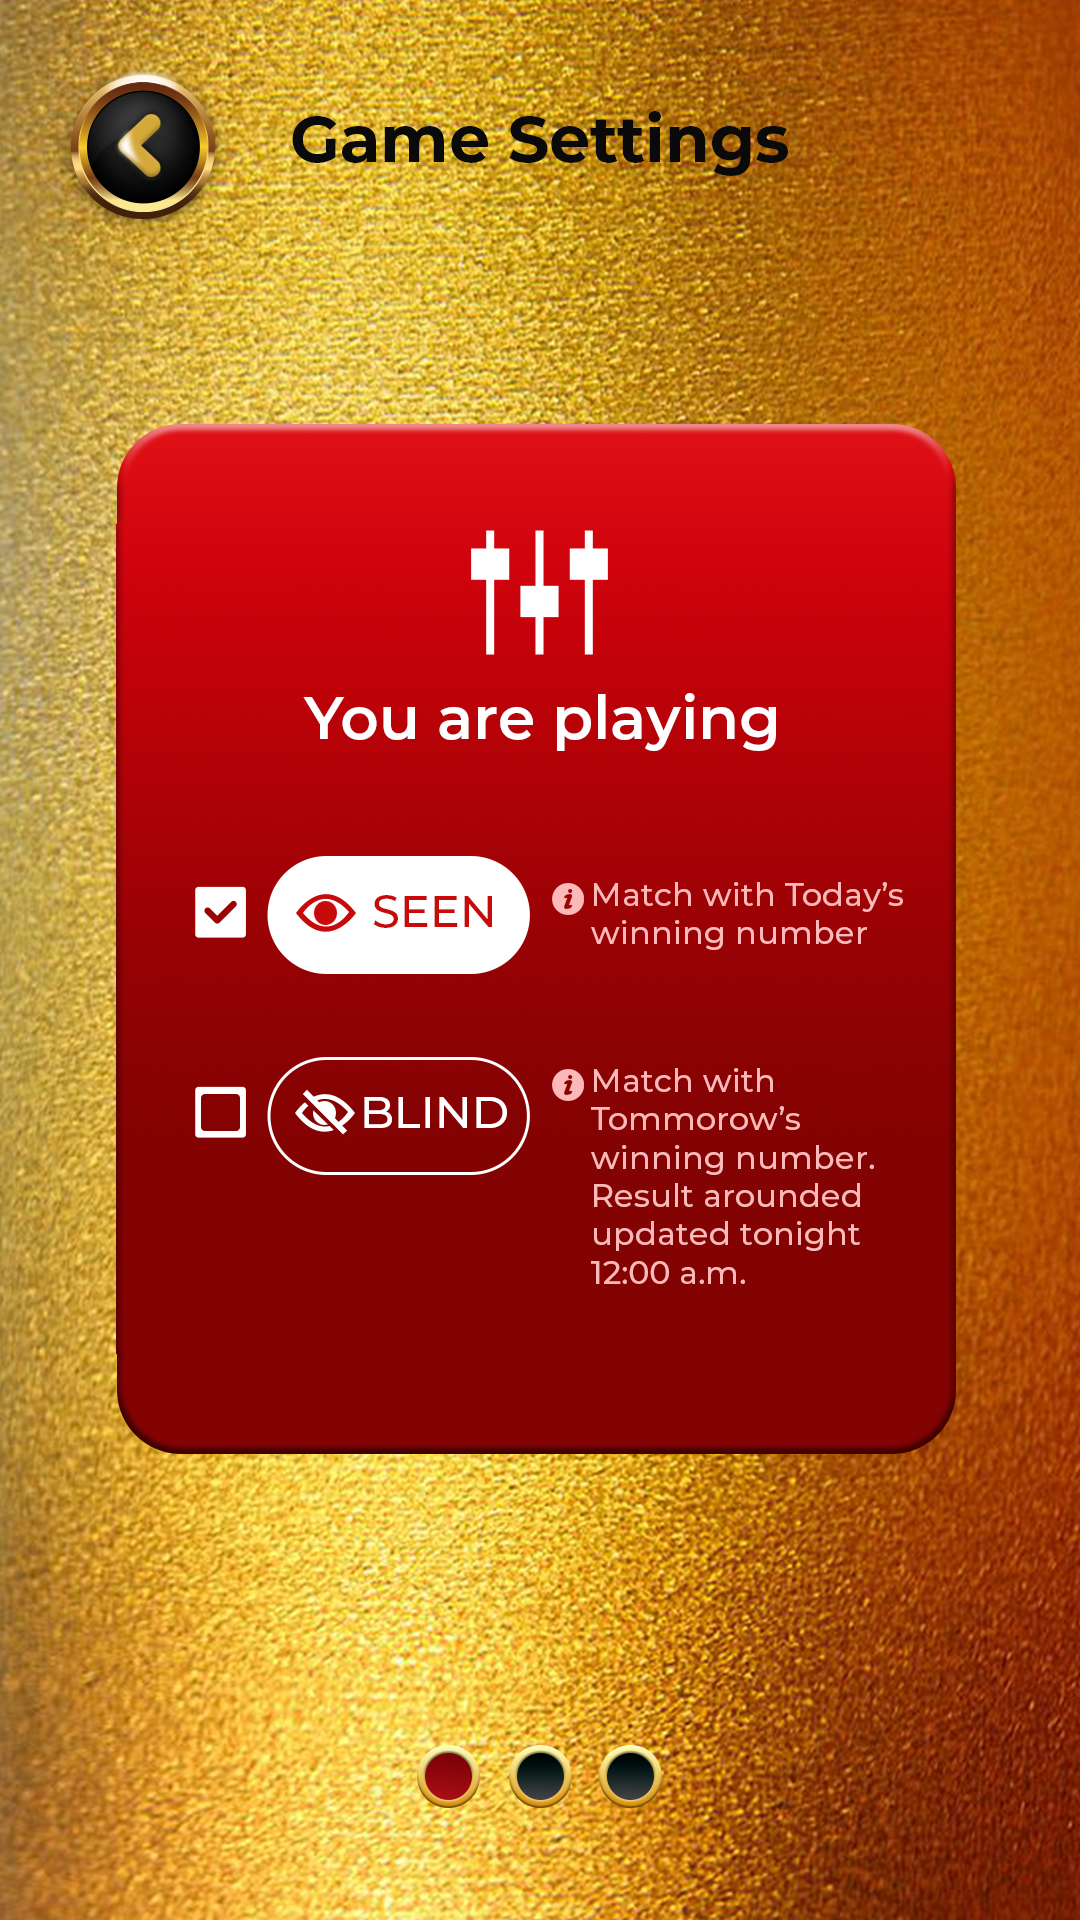 Game Settings
You are playing
SEEN
Match with Today’s
winning number
BLIND
Match with
Tommorow’s
winning number.
Result arounded
updated tonight
12:00 a.m.